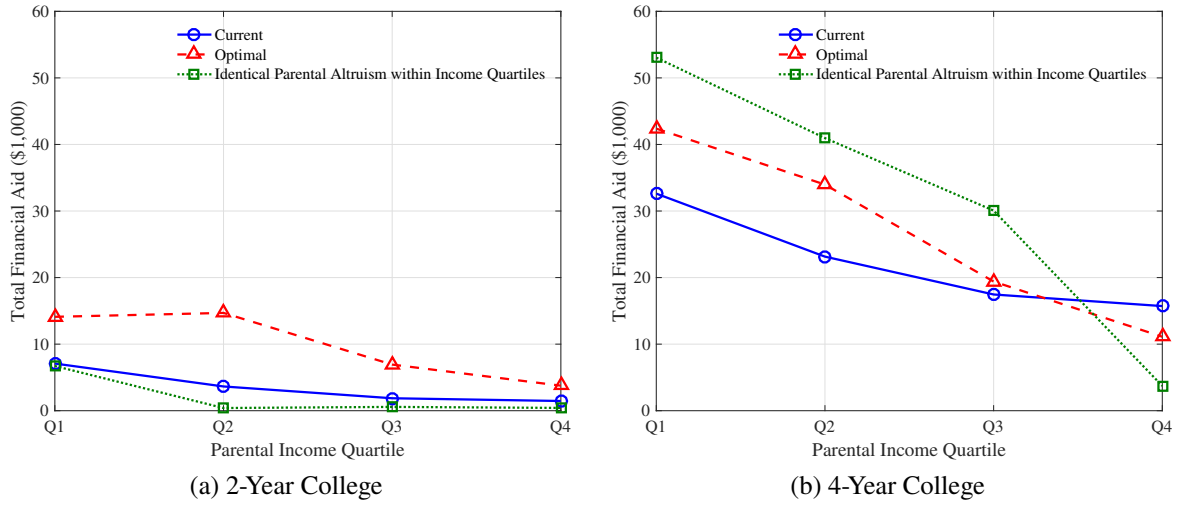 60
50
40
30
20
10
0
Total Financial Aid ($1,000)
Current
Optimal
Identical Parental Altruism within Income Quartiles
Q1 Q2 Q3 Q4
Parental Income Quartile
(a) 2-Year College
60
50
40
30
20
10
0
Total Financial Aid ($1,000)
Current
Optimal
Identical Parental Altruism within Income Quartiles
Q1 Q2 Q3 Q4
Parental Income Quartile
(b) 4-Year College